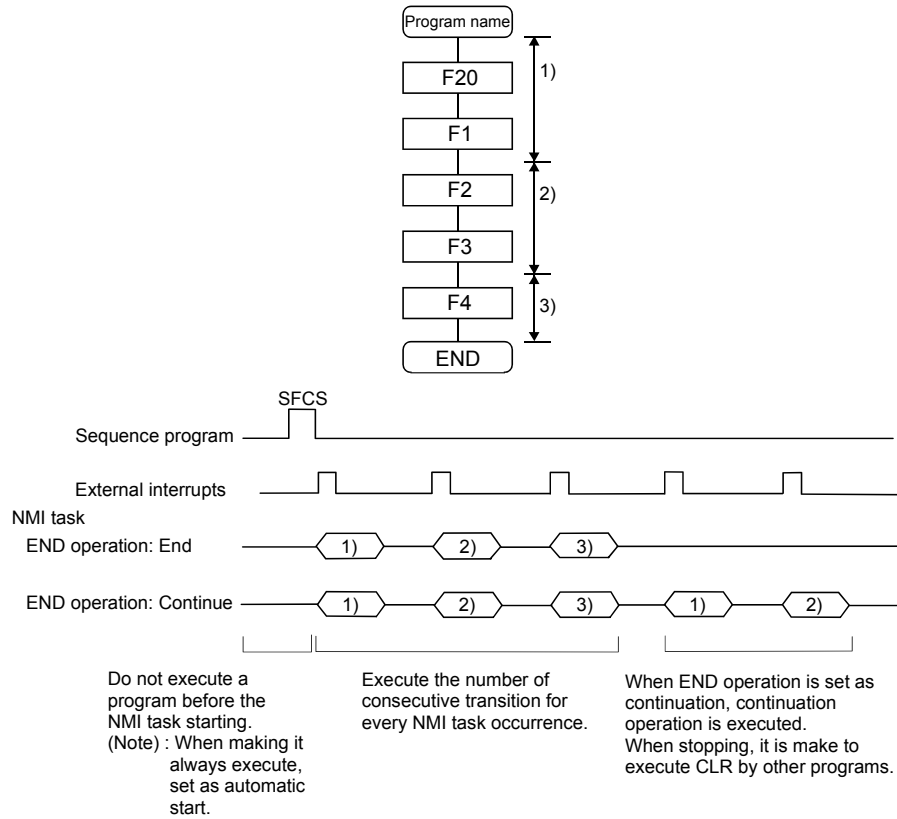 Program name
F20
1)
F1
F2
2)
F3
F4
3)
END
SFCS
Sequence program
External interrupts
NMI task
END operation: End
1)
2)
3)
END operation: Continue
1)
2)
3)
1)
2)
Do not execute a
program before the
NMI task starting.
(Note) : When making it
always execute,
set as automatic
start.
Execute the number of
consecutive transition for
every NMI task occurrence.
When END operation is set as
continuation, continuation
operation is executed.
When stopping, it is make to
execute CLR by other programs.